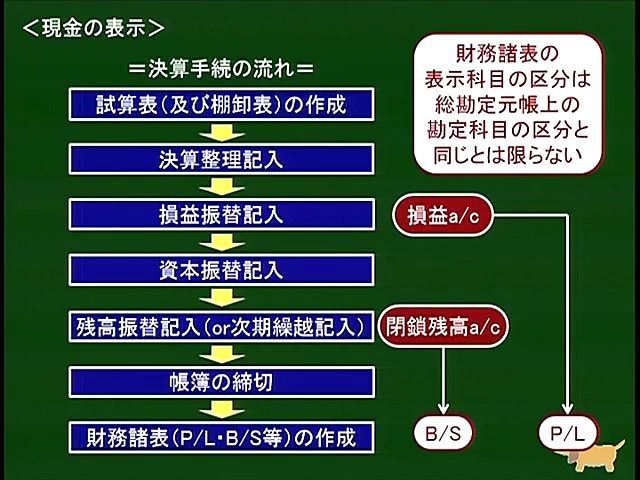 ＜現金の表示＞
＝決算手続の流れ＝
試算表(及び棚卸表)の作成
決算整理記入
損益振替記入
資本振替記入
残高振替記入(or次期繰越記入)
帳簿の締切
財務諸表(P/L・B/S等)の作成
財務諸表の
表示科目の区分は
総勘定元帳上の
勘定科目の区分と
同じとは限らない
損益a/c
閉鎖残高a/c
B/S
P/L